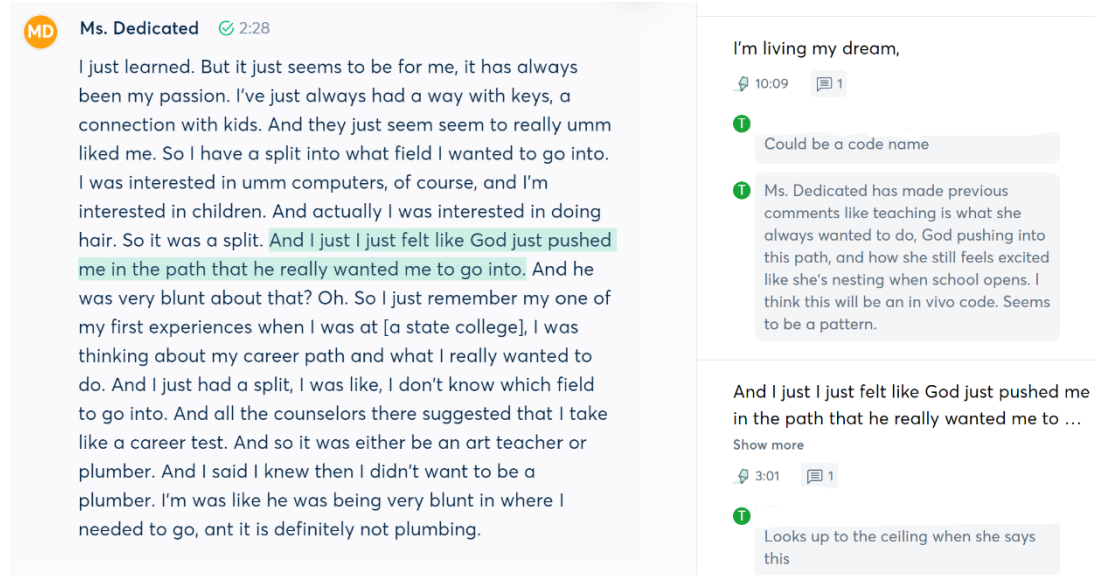 MD
Ms. Dedicated 2:28
I just learned. But it just seems to be for me, it has always
been my passion. I've just always had a way with keys, a
connection with kids. And they just seem seem to really umm
liked me. So I have a split into what field I wanted to go into.
I was interested in umm computers, of course, and I'm
interested in children. And actually I was interested in doing
hair. So it was a split. And I just I just felt like God just pushed
me in the path that he really wanted me to go into. And he
was very blunt about that? Oh. So I just remember my one of
my first experiences when I was at [a state college], I was
thinking about my career path and what I really wanted to
do. And I just had a split, I was like, I don't know which field
to go into. And all the counselors there suggested that I take
like a career test. And so it was either be an art teacher or
plumber. And I said I knew then I didn't want to be a
plumber. I'm was like he was being very blunt in where I
needed to go, ant it is definitely not plumbing.
I'm living my dream,
10:09 1
T
Could be a code name
T
Ms. Dedicated has made previous
comments like teaching is what she
always wanted to do, God pushing into
this path, and how she still feels excited
like she's nesting when school opens. I
think this will be an in vivo code. Seems
to be a pattern.
And I just I just felt like God just pushed me
in the path that he really wanted me to ...
Show more
3:01 1
T
Looks up to the ceiling when she says
this